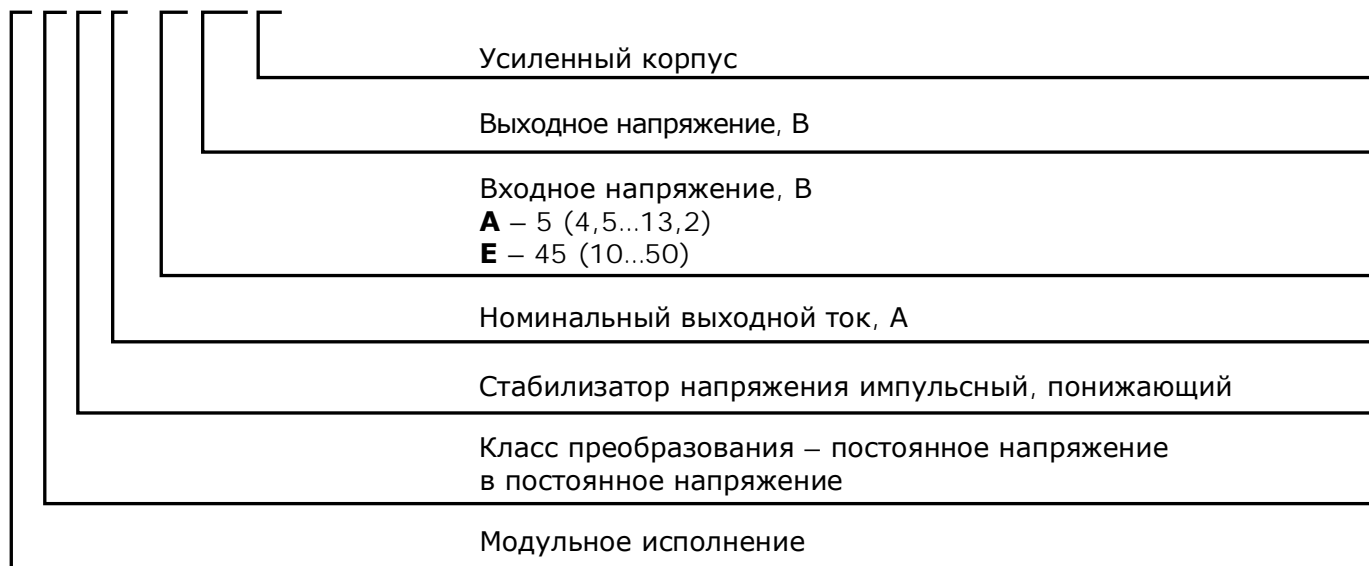 Усиленный корпус
Выходное напряжение, В
Входное напряжение, В
А – 5 (4,5...13,2)
Е – 45 (10...50)
Номинальный выходной ток, А
Стабилизатор напряжения импульсный, понижающий
Класс преобразования – постоянное напряжение
в постоянное напряжение
Модульное исполнение